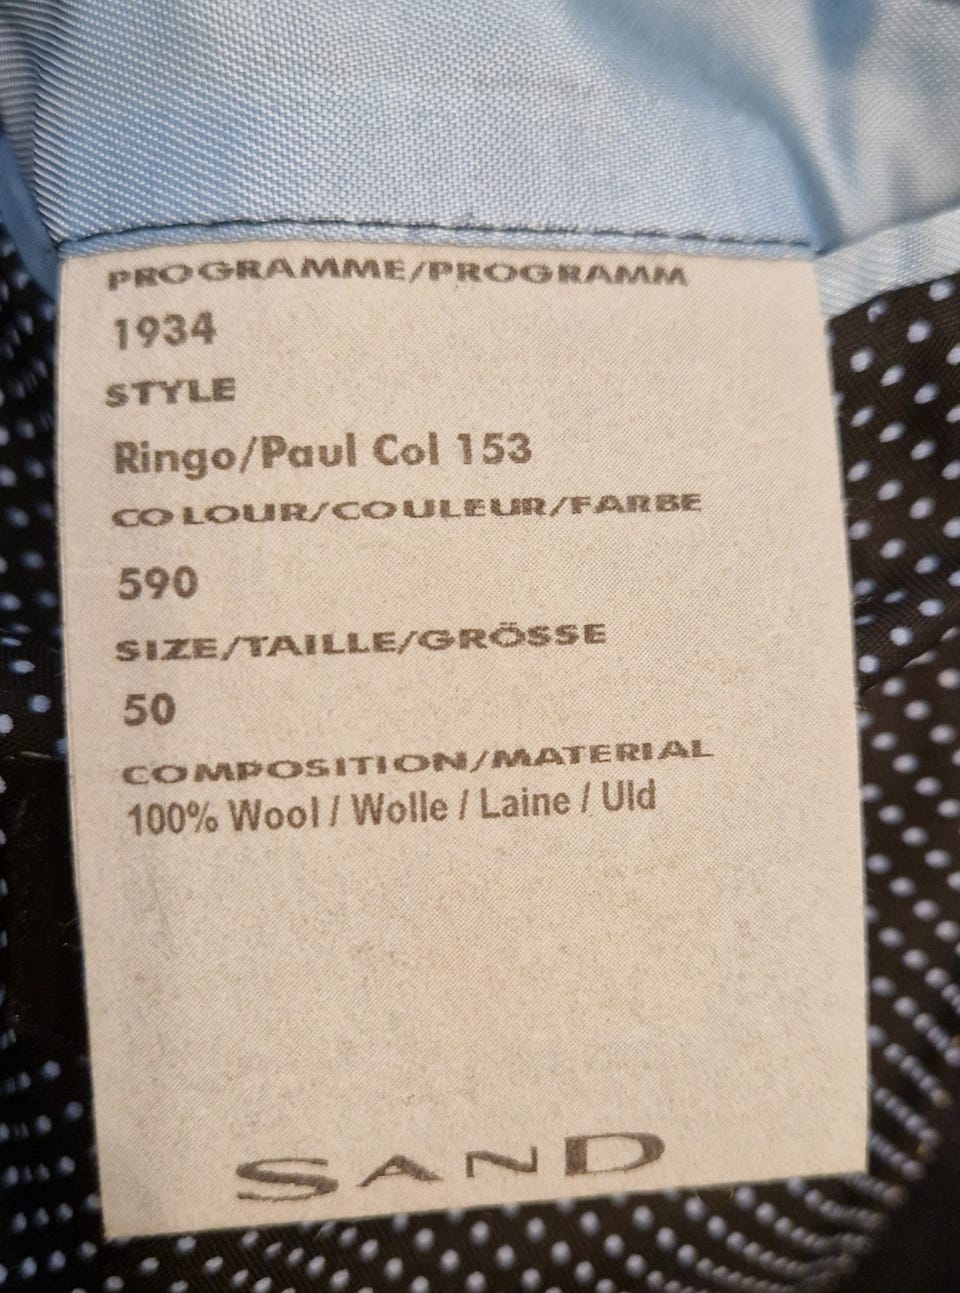 PROGRAMME/PROGRAMM
1934
STYLE
Ringo/Paul Col 153
COLOUR/COULEUR/FARBE
590
SIZE/TAILLE/GRÖSSE
50
COMPOSITION/MATERIAL
100% Wool / Wolle / Laine / Uld
SAND